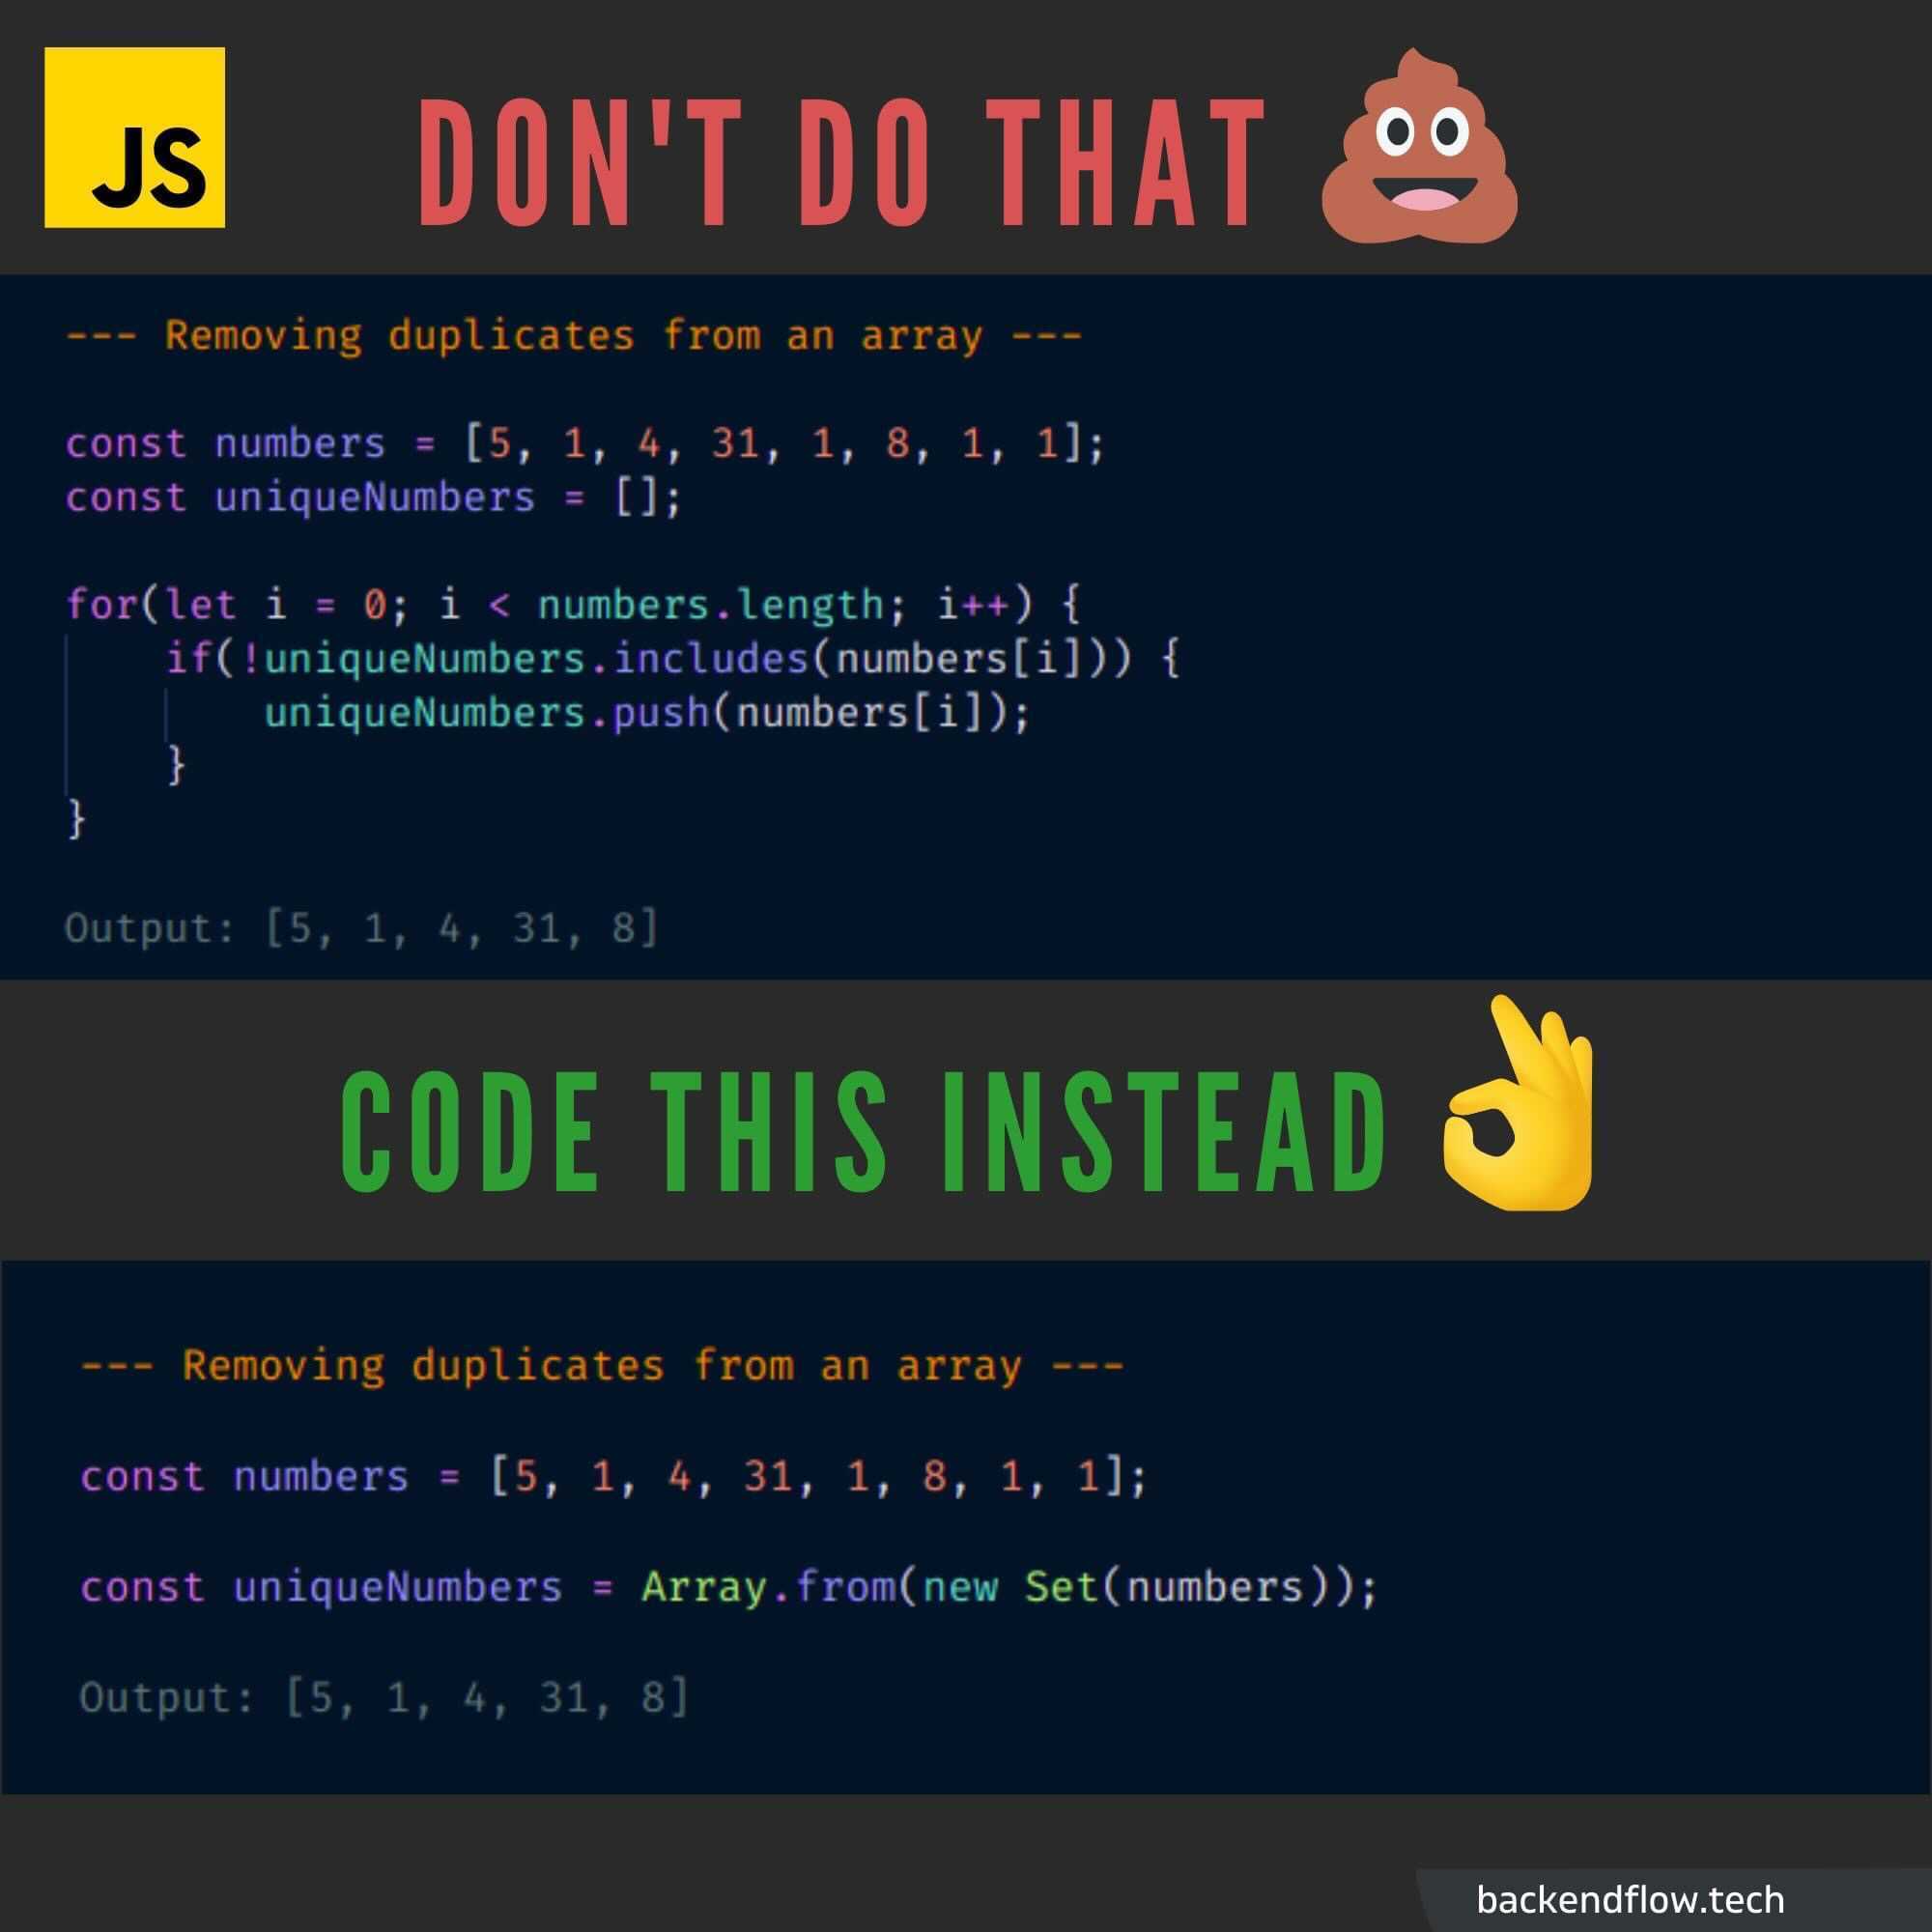 JS
DON'T DO THAT
--- Removing duplicates from an array ---
const numbers = [5, 1, 4, 31, 1, 8, 1, 1];
const uniqueNumbers = [];
for(let i = 0; i < numbers.length; i++) {
if(!uniqueNumbers.includes(numbers[i])) {
uniqueNumbers.push(numbers[i]);
}
}
Output: [5, 1, 4, 31, 8]
CODE THIS INSTEAD
--- Removing duplicates from an array ---
const numbers = [5, 1, 4, 31, 1, 8, 1, 1];
const uniqueNumbers = Array.from(new Set(numbers));
Output: [5, 1, 4, 31, 8]
backendflow.tech